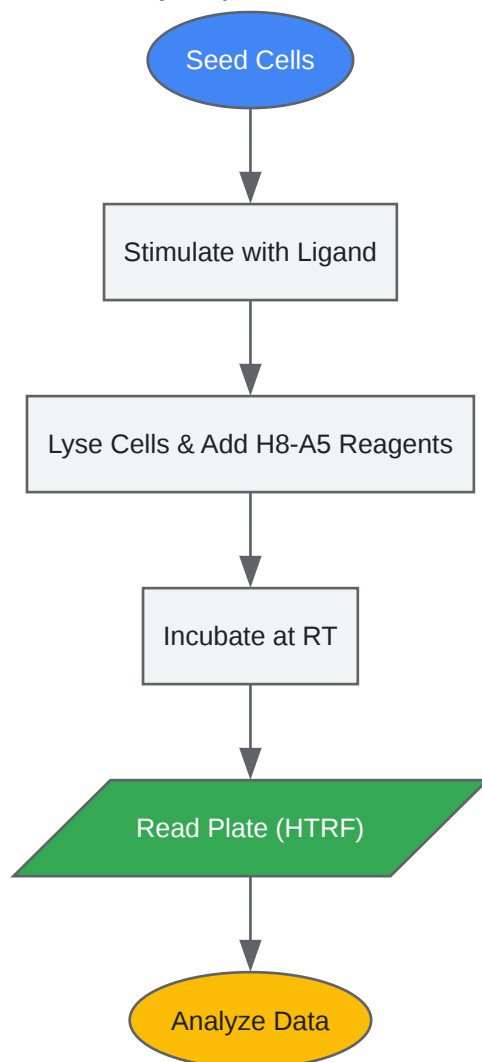 Seed Cells
Stimulate with Ligand
Lyse Cells & Add H8-A5 Reagents
Incubate at RT
Read Plate (HTRF)
Analyze Data